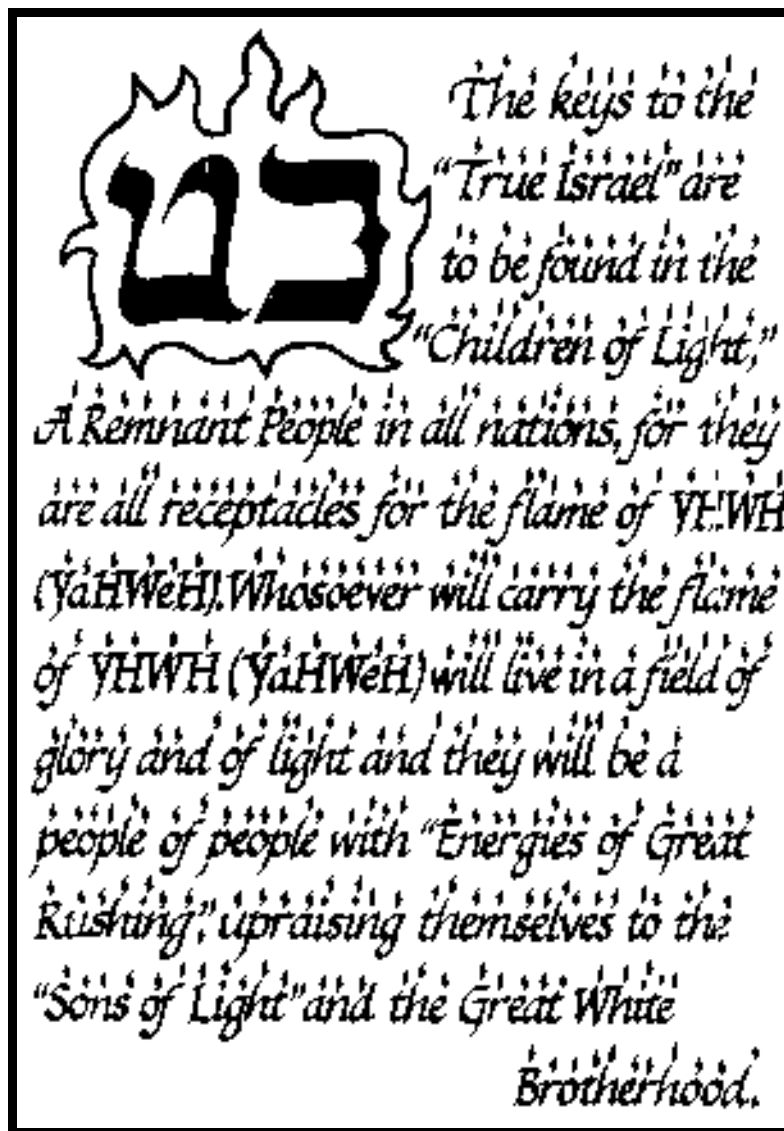 כט
The keys to the
“True Israel” are
to be found in the
“Children of Light,”
A Remnant People in all nations, for they
are all receptacles for the flame of YHWH
(YaHWeH). Whosoever will carry the flame
of YHWH (YaHWeH) will live in a field of
glory and of light and they will be a
people of people with “Energies of Great
Rushing”, upraising themselves to the
“Sons of Light” and the Great White
Brotherhood.